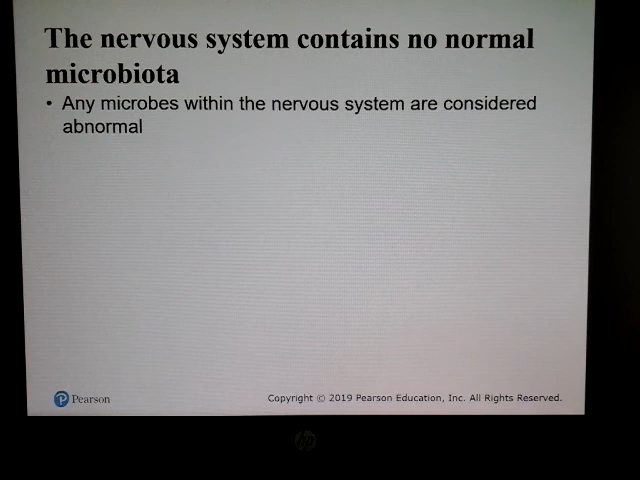 The nervous system contains no normal
microbiota
• Any microbes within the nervous system are considered
abnormal
P Pearson
Copyright © 2019 Pearson Education, Inc. All Rights Reserved.
hp